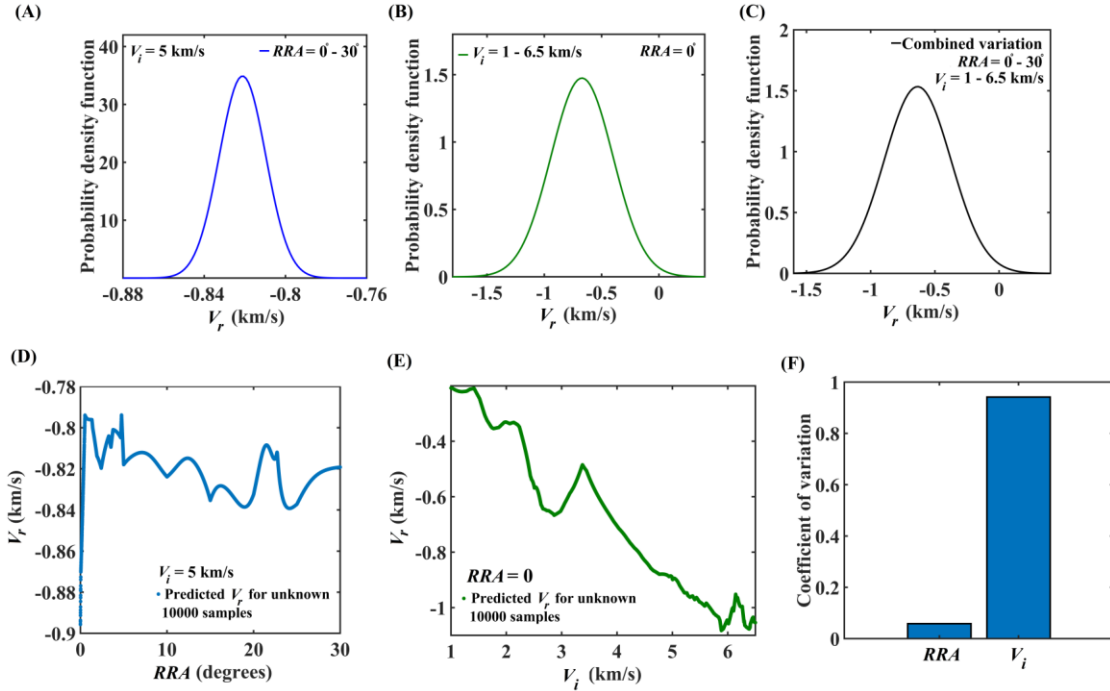 (A)
V_i = 5 km/s
RRA = 0° - 30°
Probability density function
40
30
20
10
-0.88
-0.84
-0.8
-0.76
V_r (km/s)
(B)
V_i = 1 - 6.5 km/s
RRA = 0°
Probability density function
1.5
1
0.5
0
-1.5
-1
-0.5
0
V_r (km/s)
(C)
Combined variation
RRA = 0° - 30°
V_i = 1 - 6.5 km/s
Probability density function
2
1.5
1
0.5
0
-1.5
-1
-0.5
0
V_r (km/s)
(D)
V_r (km/s)
-0.78
-0.8
-0.82
-0.84
-0.86
-0.88
-0.9
V_i = 5 km/s
Predicted V_r for unknown
10000 samples
0
10
20
30
RRA (degrees)
(E)
V_r (km/s)
-0.4
-0.6
-0.8
-1
RRA = 0
Predicted V_r for unknown
10000 samples
1
2
3
4
5
6
V_i (km/s)
(F)
Coefficient of variation
1
0.8
0.6
0.4
0.2
0
RRA
V_i